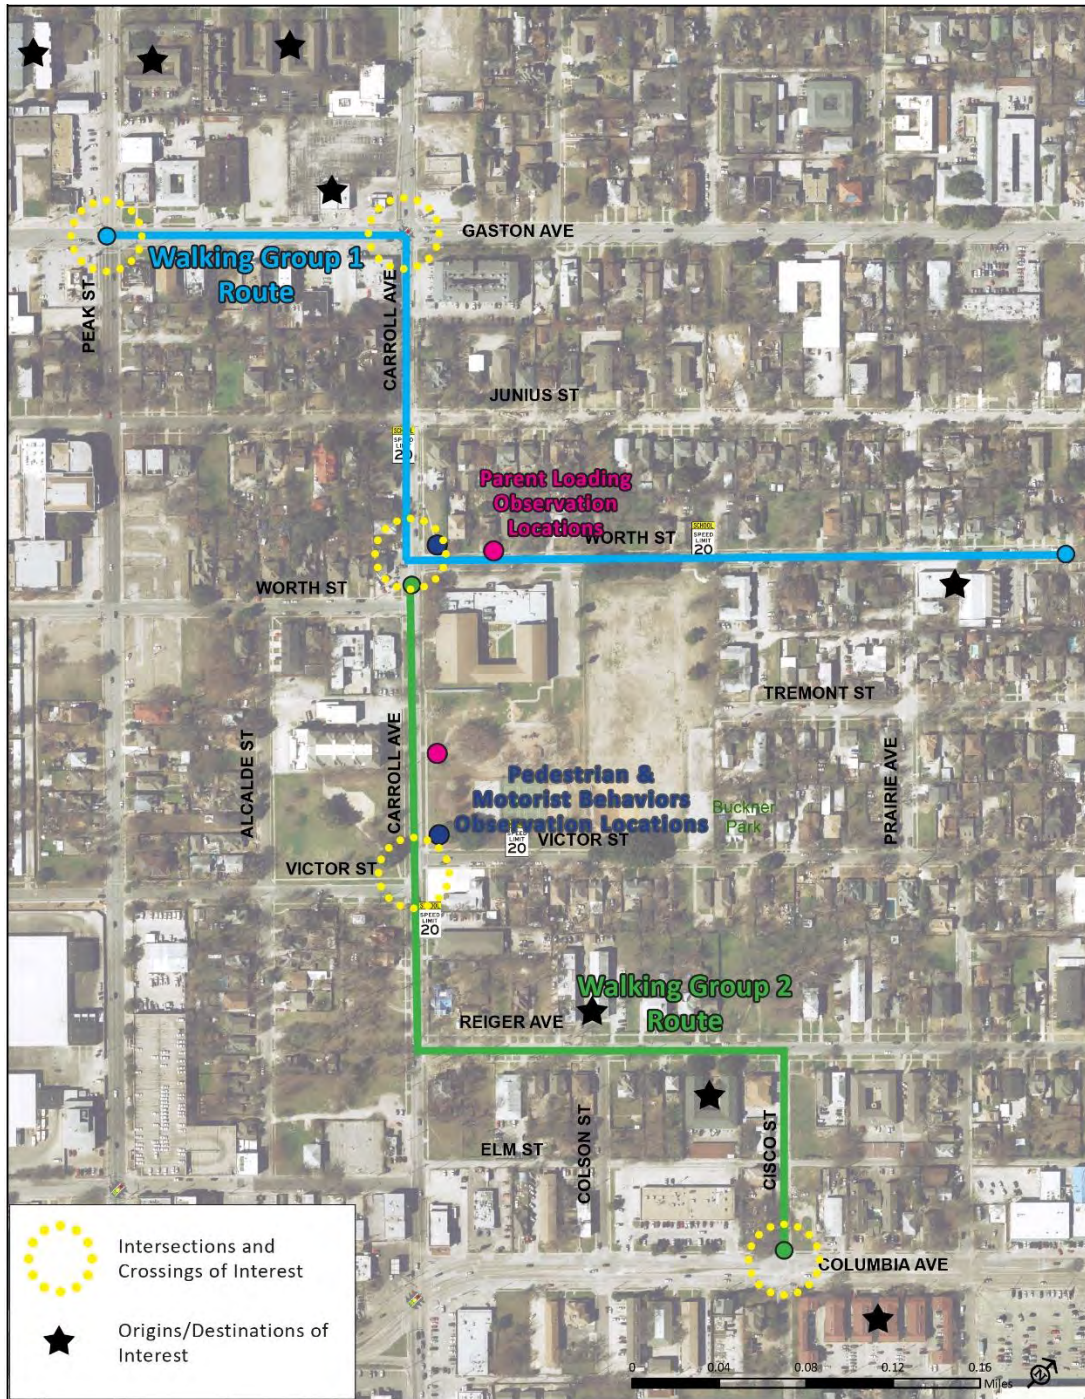 GASTON AVE
Walking Group 1
Route
PEAK ST
CARROLL AVE
JUNIUS ST
SCHOOL
SPEED
LIMIT
20
Parent Loading
Observation
Locations
WORTH ST
SCHOOL
SPEED
LIMIT
20
WORTH ST
TREMONT ST
ALCALDE ST
CARROLL AVE
PRAIRIE AVE
Pedestrian &
Motorist Behaviors
Observation Locations
Buckner
Park
LIMIT
20
VICTOR ST
VICTOR ST
SPEED
LIMIT
20
Walking Group 2
Route
REIGER AVE
ELM ST
COLSON ST
CISCO ST
COLUMBIA AVE
Intersections and
Crossings of Interest
Origins/Destinations of
Interest
0 0.04 0.08 0.12 0.16
Miles
N